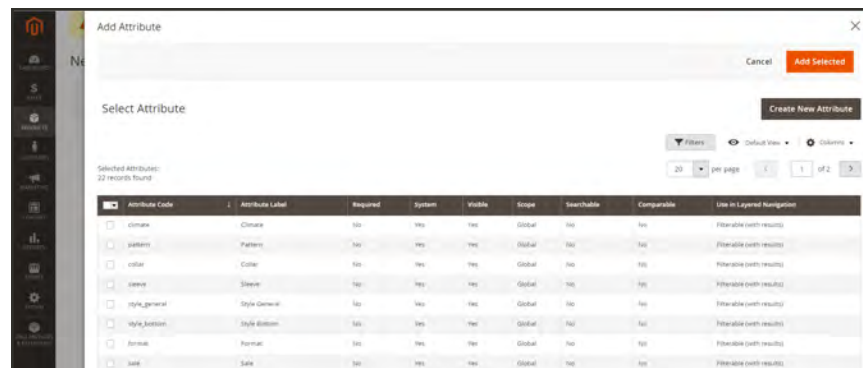 Add Attribute
Ne
Cancel Add Selected
Select Attribute
Create New Attribute
Filters Default View Columns
Selected Attributes:
22 records found
20 per page 1 of 2
Attribute Code Attribute Label Required System Visible Scope Searchable Comparable Use in Layered Navigation
climate Climate No Yes Yes Global No No Filterable (with results)
pattern Pattern No Yes Yes Global No No Filterable (with results)
collar Collar No Yes Yes Global No No Filterable (with results)
sleeve Sleeve No Yes Yes Global No No Filterable (with results)
style_general Style General No Yes Yes Global No No Filterable (with results)
style_bottom Style Bottom No Yes Yes Global No No Filterable (with results)
format Format No Yes Yes Global No No Filterable (with results)
sale Sale No Yes Yes Global No No Filterable (with results)